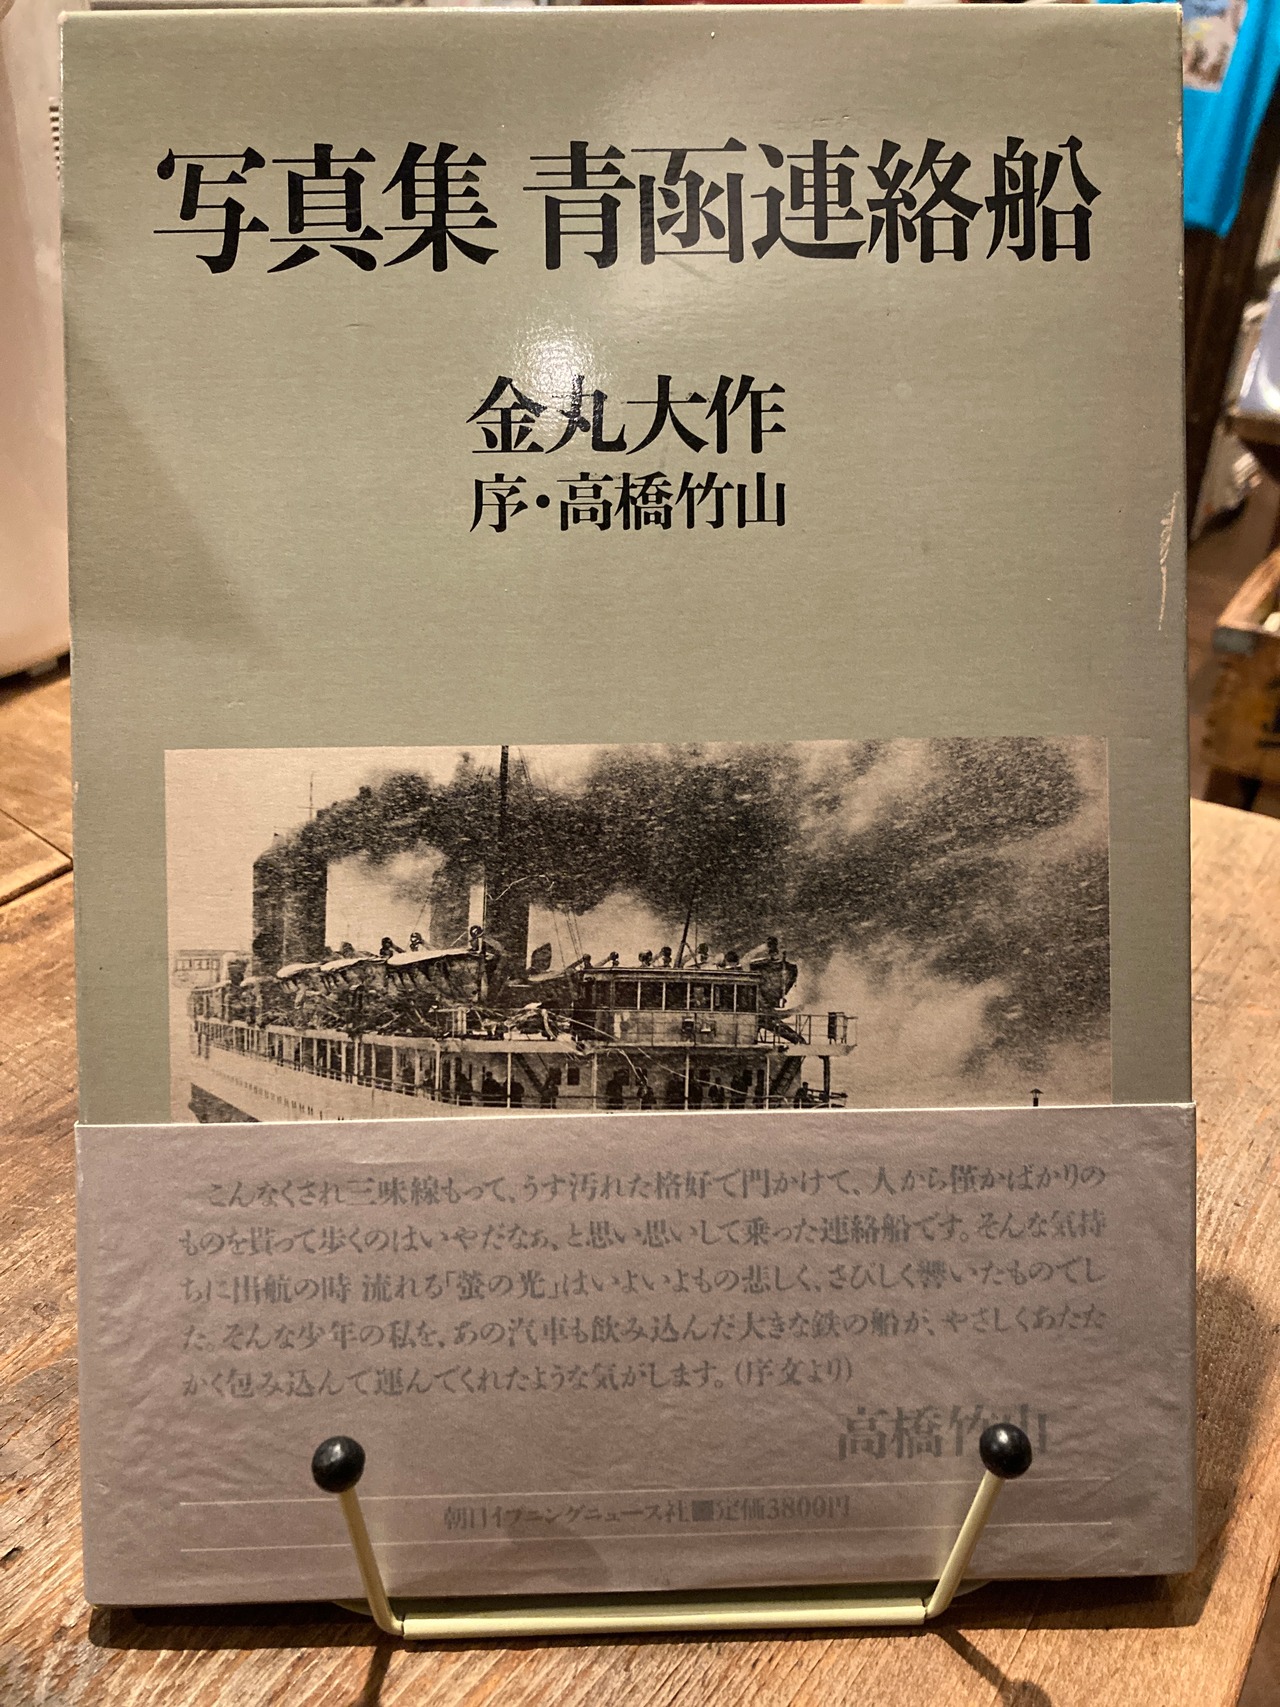 写真集 青函連絡船
金丸大作
序・高橋竹山
こんなくされ三味線もって、うす汚れた格好で門かけて、人から僅かばかりの
ものを貰って歩くのはいやだなぁ、と思い思いして乗った連絡船です。そんな気持
ちに出航の時 流れる「螢の光」はいよいよもの悲しく、さびしく響いたものでし
た。そんな少年の私を、あの汽車も飲み込んだ大きな鉄の船が、やさしくあたた
かく包み込んで運んでくれたような気がします。(序文より)
高橋竹山
朝日イブニングニュース社■定価3800円